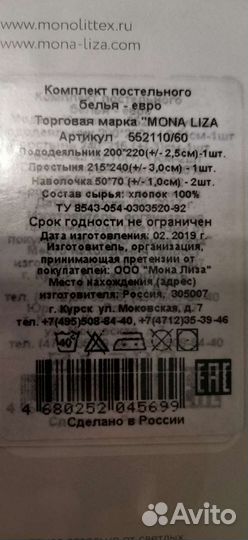 www.monolittex.ru
www.mona-liza.com
Комплект постельного
белья - евро
Торговая марка "MONA LIZA
Артикул 552110/60
Пододеяльник 200*220(+/- 2,5см)-1шт.
Простыня 215*240(+/- 3,0см) - 1шт.
Наволочка 50*70 (+/- 1,0см) - 2шт.
Состав сырья: хлопок 100%
ТУ 8543-054-0303520-92
Срок годности не ограничен
Дата изготовления: 02. 2019 г.
Изготовитель, организация,
принимающая претензии от
покупателей: ООО "Мона Лиза"
Место нахождения (адрес)
изготовителя: Россия, 305007
г. Курск ул. Моковская, д. 7
тел. +7(495)508-84-40, +7(4712)35-39-46
40°
EAC
4 680252 045699
Сделано в России
Avito